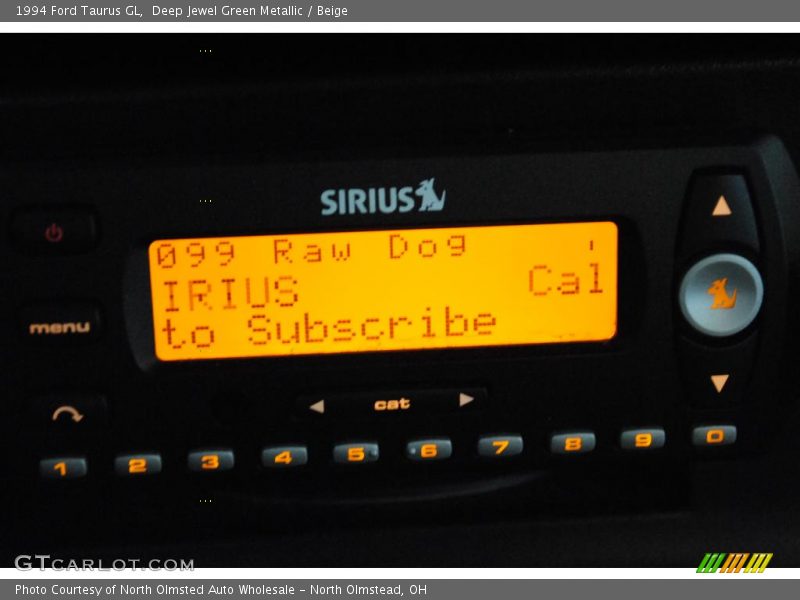 1994 Ford Taurus GL,  Deep Jewel Green Metallic / Beige
SIRIUS
099 Raw Dog
IRIUS Cal
to Subscribe
menu
cat
1 2 3 4 5 6 7 8 9 0
GTCARLOT.COM
Photo Courtesy of North Olmsted Auto Wholesale - North Olmstead, OH